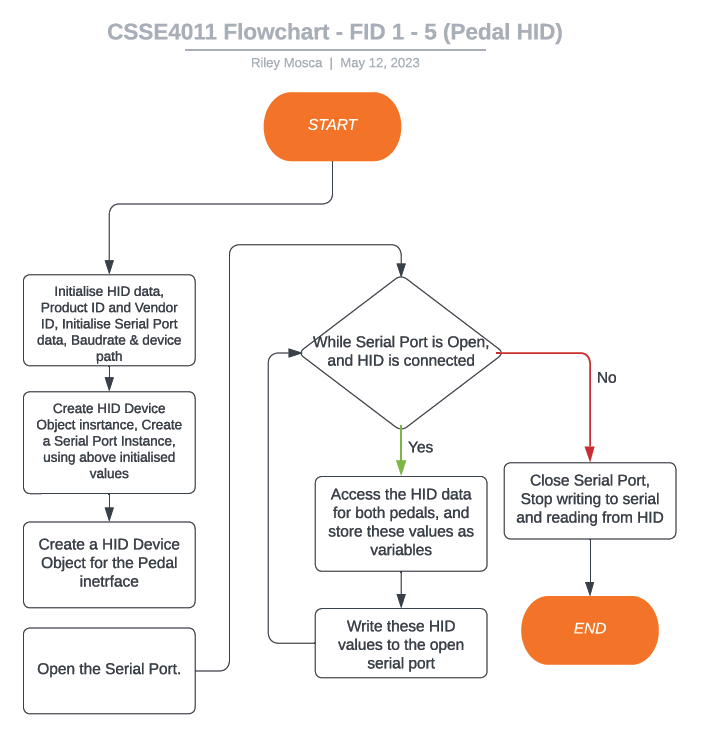 CSSE4011 Flowchart - FID 1 - 5 (Pedal HID)
Riley Mosca | May 12, 2023
START
Initialise HID data,
Product ID and Vendor
ID, Initialise Serial Port
data, Baudrate & device
path
Create HID Device
Object insrtance, Create
a Serial Port Instance,
using above initialised
values
Create a HID Device
Object for the Pedal
inetrface
Open the Serial Port.
While Serial Port is Open,
and HID is connected
Yes
No
Access the HID data
for both pedals, and
store these values as
variables
Write these HID
values to the open
serial port
Close Serial Port,
Stop writing to serial
and reading from HID
END